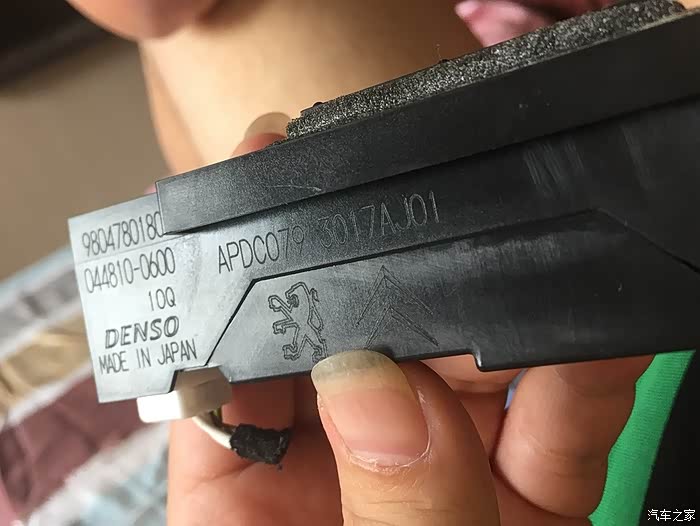 9804780180
044810-0600
10Q
DENSO
MADE IN JAPAN
APDC079 3017AJ01
汽车之家